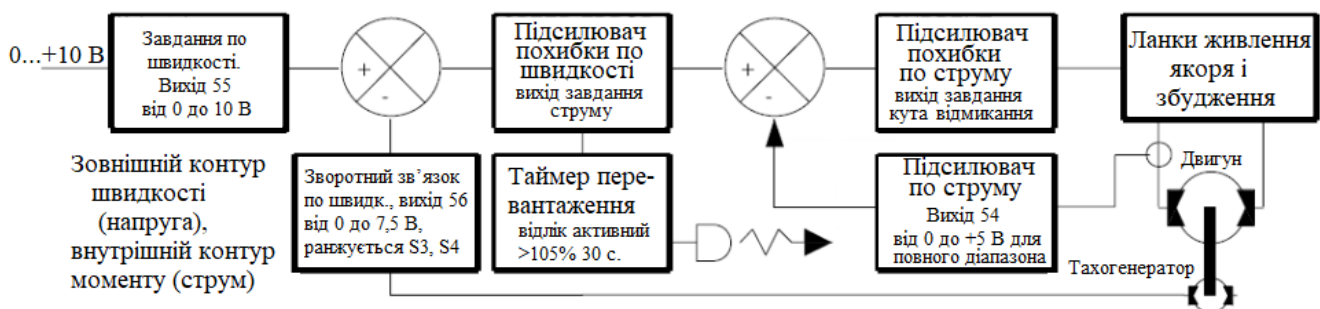 0...+10 В
Завдання по
швидкості.
Вихід 55
від 0 до 10 В
+
-
Підсилювач
похибки по
швидкості
вихід завдання
струму
+
-
Підсилювач
похибки
по струму
вихід завдання
кута відмикання
Ланки живлення
якоря і
збудження
Зовнішній контур
швидкості
(напруга),
внутрішній контур
моменту (струм)
Зворотний зв’язок
по швидк., вихід 56
від 0 до 7,5 В,
ранжується S3, S4
Таймер пере-
вантаження
відлік активний
>105% 30 с.
Підсилювач
по струму
Вихід 54
від 0 до +5 В для
повного діапазона
Двигун
Тахогенератор